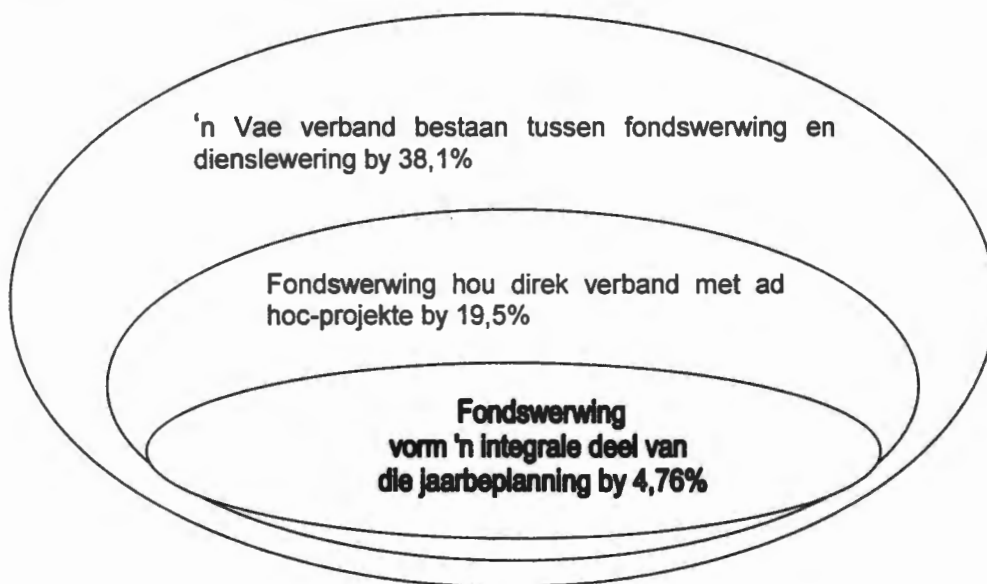 'n Vae verband bestaan tussen fondswerwing en
dienslewering by 38,1%
Fondswerwing hou direk verband met ad
hoc-projekte by 19,5%
Fondswerwing
vorm 'n integrale deel van
die jaarbeplanning by 4,76%